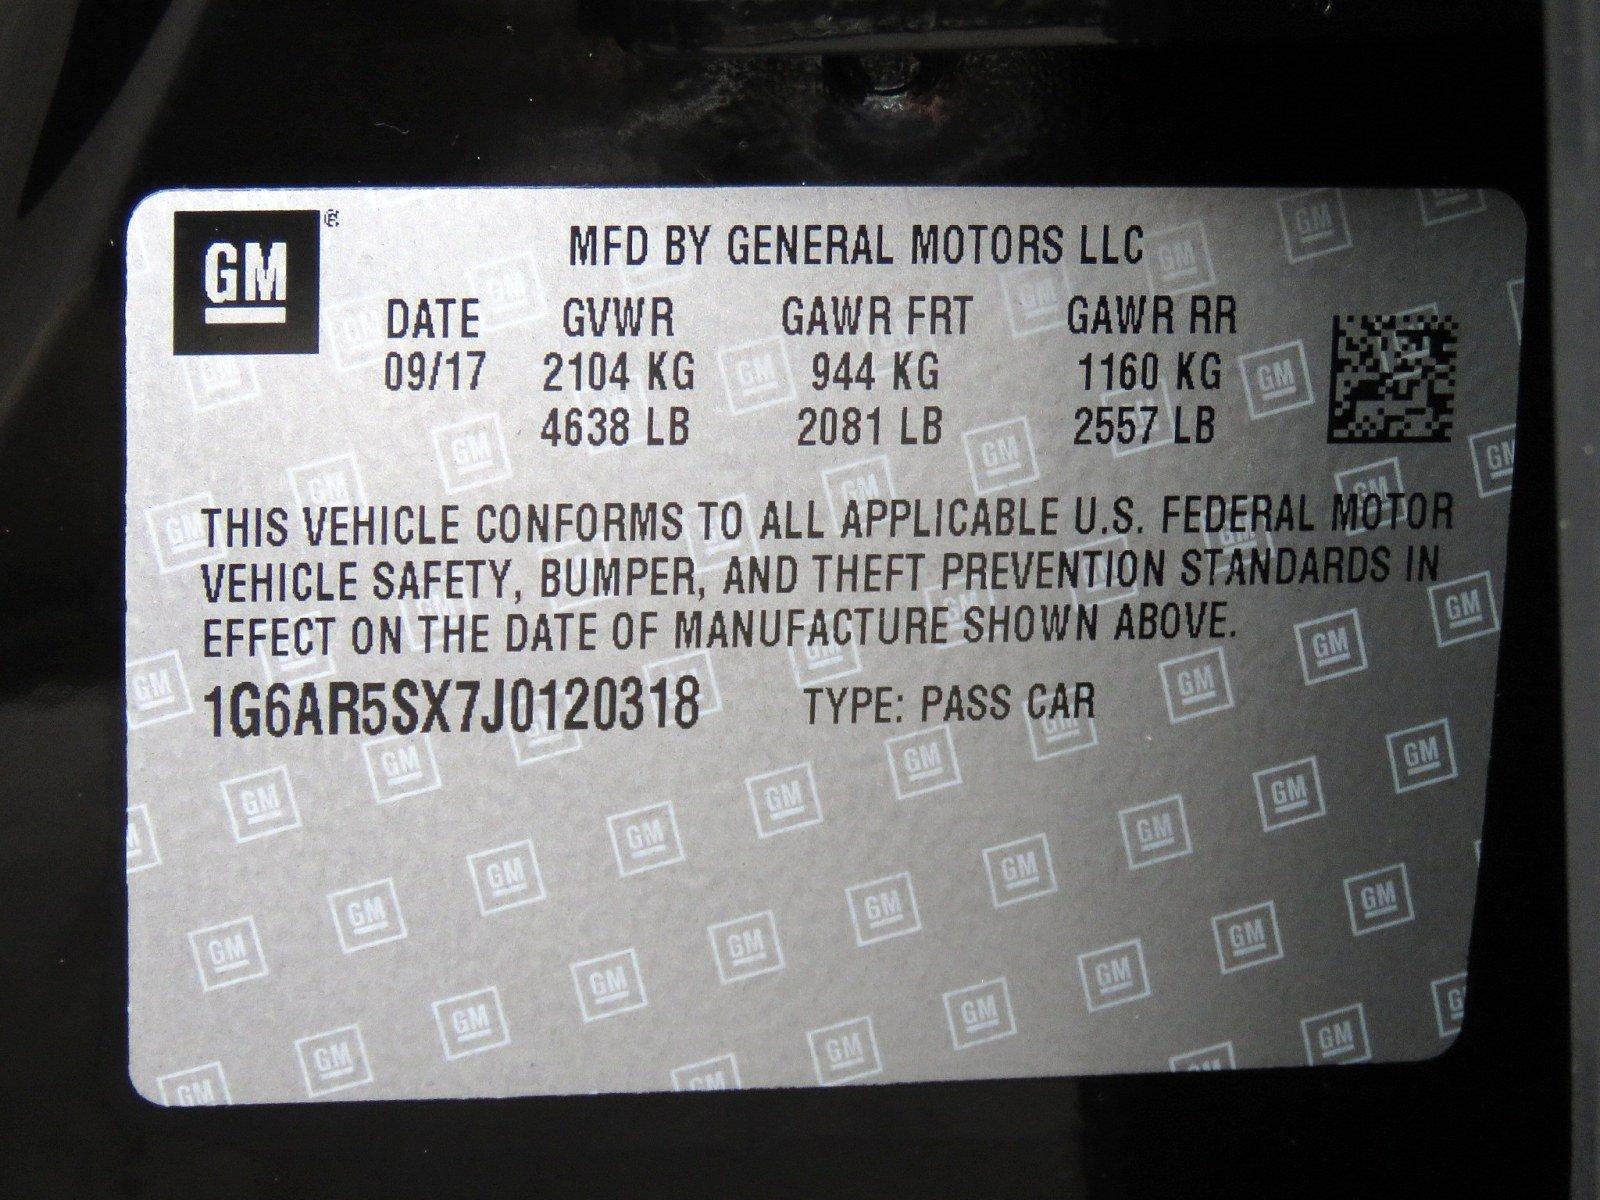 GM ®
MFD BY GENERAL MOTORS LLC
DATE GVWR GAWR FRT GAWR RR
09/17 2104 KG 944 KG 1160 KG
4638 LB 2081 LB 2557 LB
THIS VEHICLE CONFORMS TO ALL APPLICABLE U.S. FEDERAL MOTOR
VEHICLE SAFETY, BUMPER, AND THEFT PREVENTION STANDARDS IN
EFFECT ON THE DATE OF MANUFACTURE SHOWN ABOVE.
1G6AR5SX7J0120318 TYPE: PASS CAR